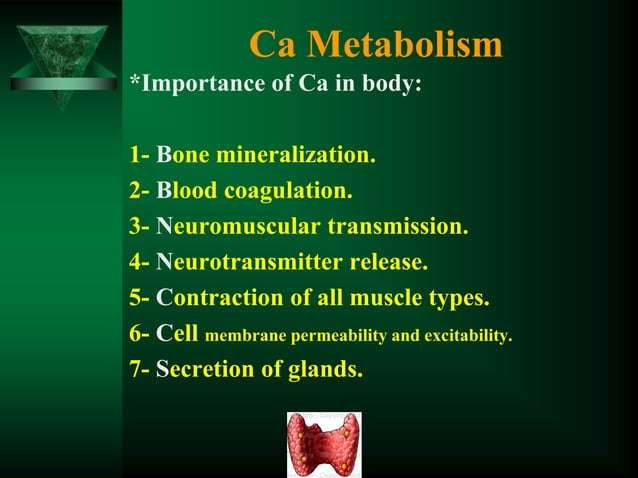 Ca Metabolism
*Importance of Ca in body:
1- Bone mineralization.
2- Blood coagulation.
3- Neuromuscular transmission.
4- Neurotransmitter release.
5- Contraction of all muscle types.
6- Cell membrane permeability and excitability.
7- Secretion of glands.